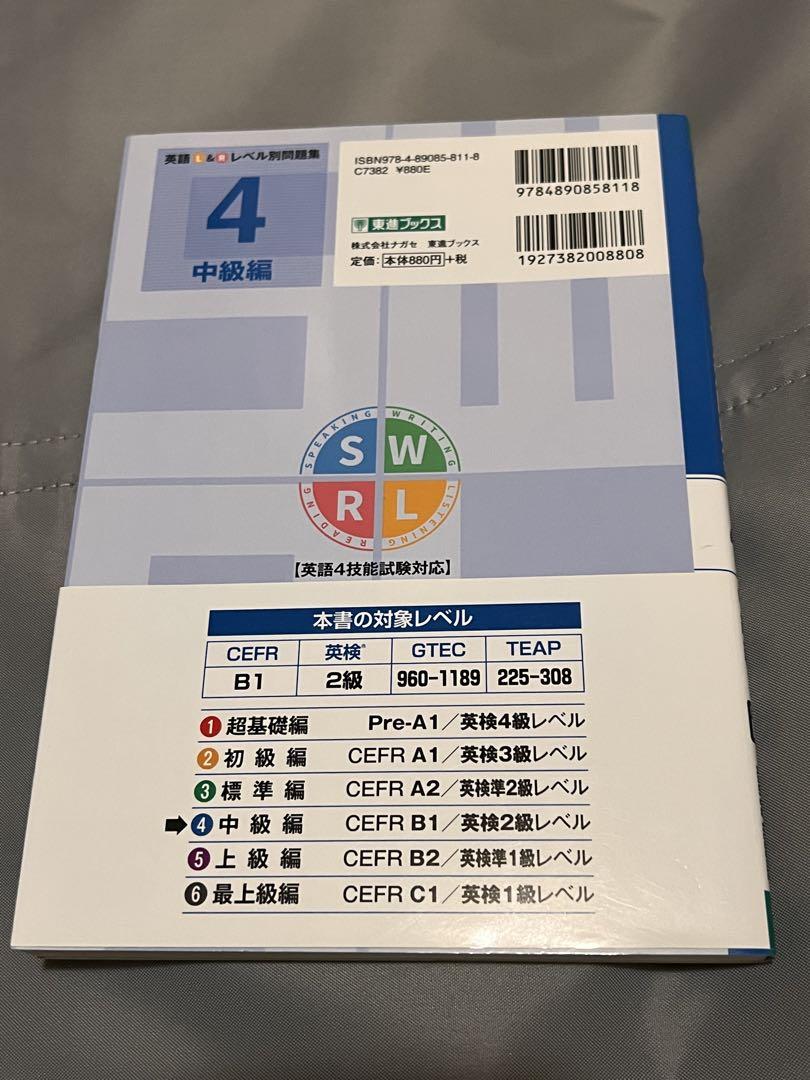 英語L&Rレベル別問題集
4
中級編
ISBN978-4-89085-811-8
C7382 ¥880E
東進ブックス
株式会社ナガセ 東進ブックス
定価:本体880円+税
9784890858118
1927382008808
SPEAKING WRITING
S W
R L
READING LISTENING
【英語4技能試験対応】
本書の対象レベル
CEFR 英検® GTEC TEAP
B1 2級 960-1189 225-308
1 超基礎編 Pre-A1/英検4級レベル
2 初級編 CEFR A1/英検3級レベル
3 標準編 CEFR A2/英検準2級レベル
➡4 中級編 CEFR B1/英検2級レベル
5 上級編 CEFR B2/英検準1級レベル
6 最上級編 CEFR C1/英検1級レベル